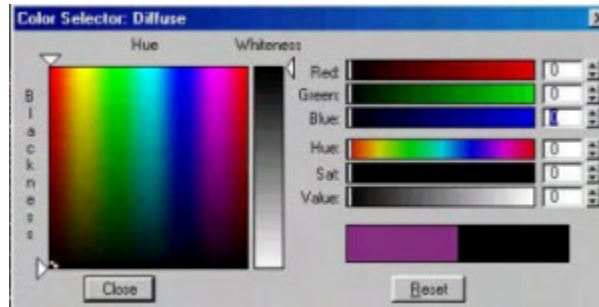 Color Selector: Diffuse
Hue Whiteness
Blackness
Red: 0
Green: 0
Blue: 0
Hue: 0
Sat: 0
Value: 0
Close Reset